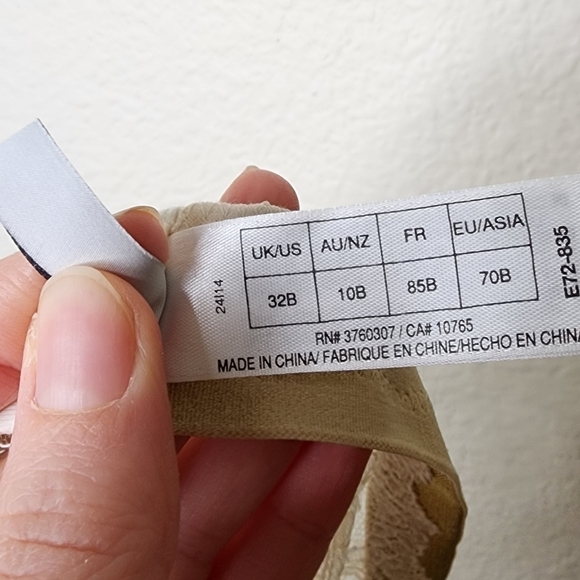 UK/US AU/NZ FR EU/ASIA
32B 10B 85B 70B
RN# 3760307 / CA# 10765
MADE IN CHINA/ FABRIQUE EN CHINE/HECHO EN CHINA
24I14
E72-835